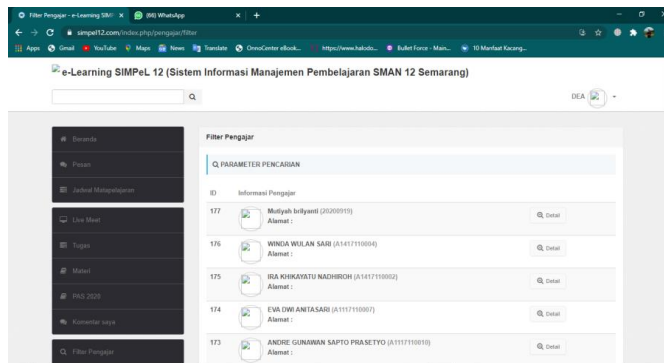 Filter Pengajar - e-Learning SIMP
(66) WhatsApp
simpel12.com/index.php/pengajar/filter
Apps Gmail YouTube Maps News Translate OnnoCenter eBook... https://www.halodo... Bullet Force - Main... 10 Manfaat Kacang...
e-Learning SIMPeL 12 (Sistem Informasi Manajemen Pembelajaran SMAN 12 Semarang)
DEA
Beranda
Pesan
Jadwal Matapelajaran
Live Meet
Tugas
Materi
PAS 2020
Komentar saya
Filter Pengajar
Filter Pengajar
PARAMETER PENCARIAN
ID Informasi Pengajar
177 Mutiyah brilyanti (20200919) Detail
Alamat :
176 WINDA WULAN SARI (A1417110004) Detail
Alamat :
175 IRA KHIKAYATU NADHIROH (A1417110002) Detail
Alamat :
174 EVA DWI ANITASARI (A1117110007) Detail
Alamat :
173 ANDRE GUNAWAN SAPTO PRASETYO (A1117110010) Detail
Alamat :